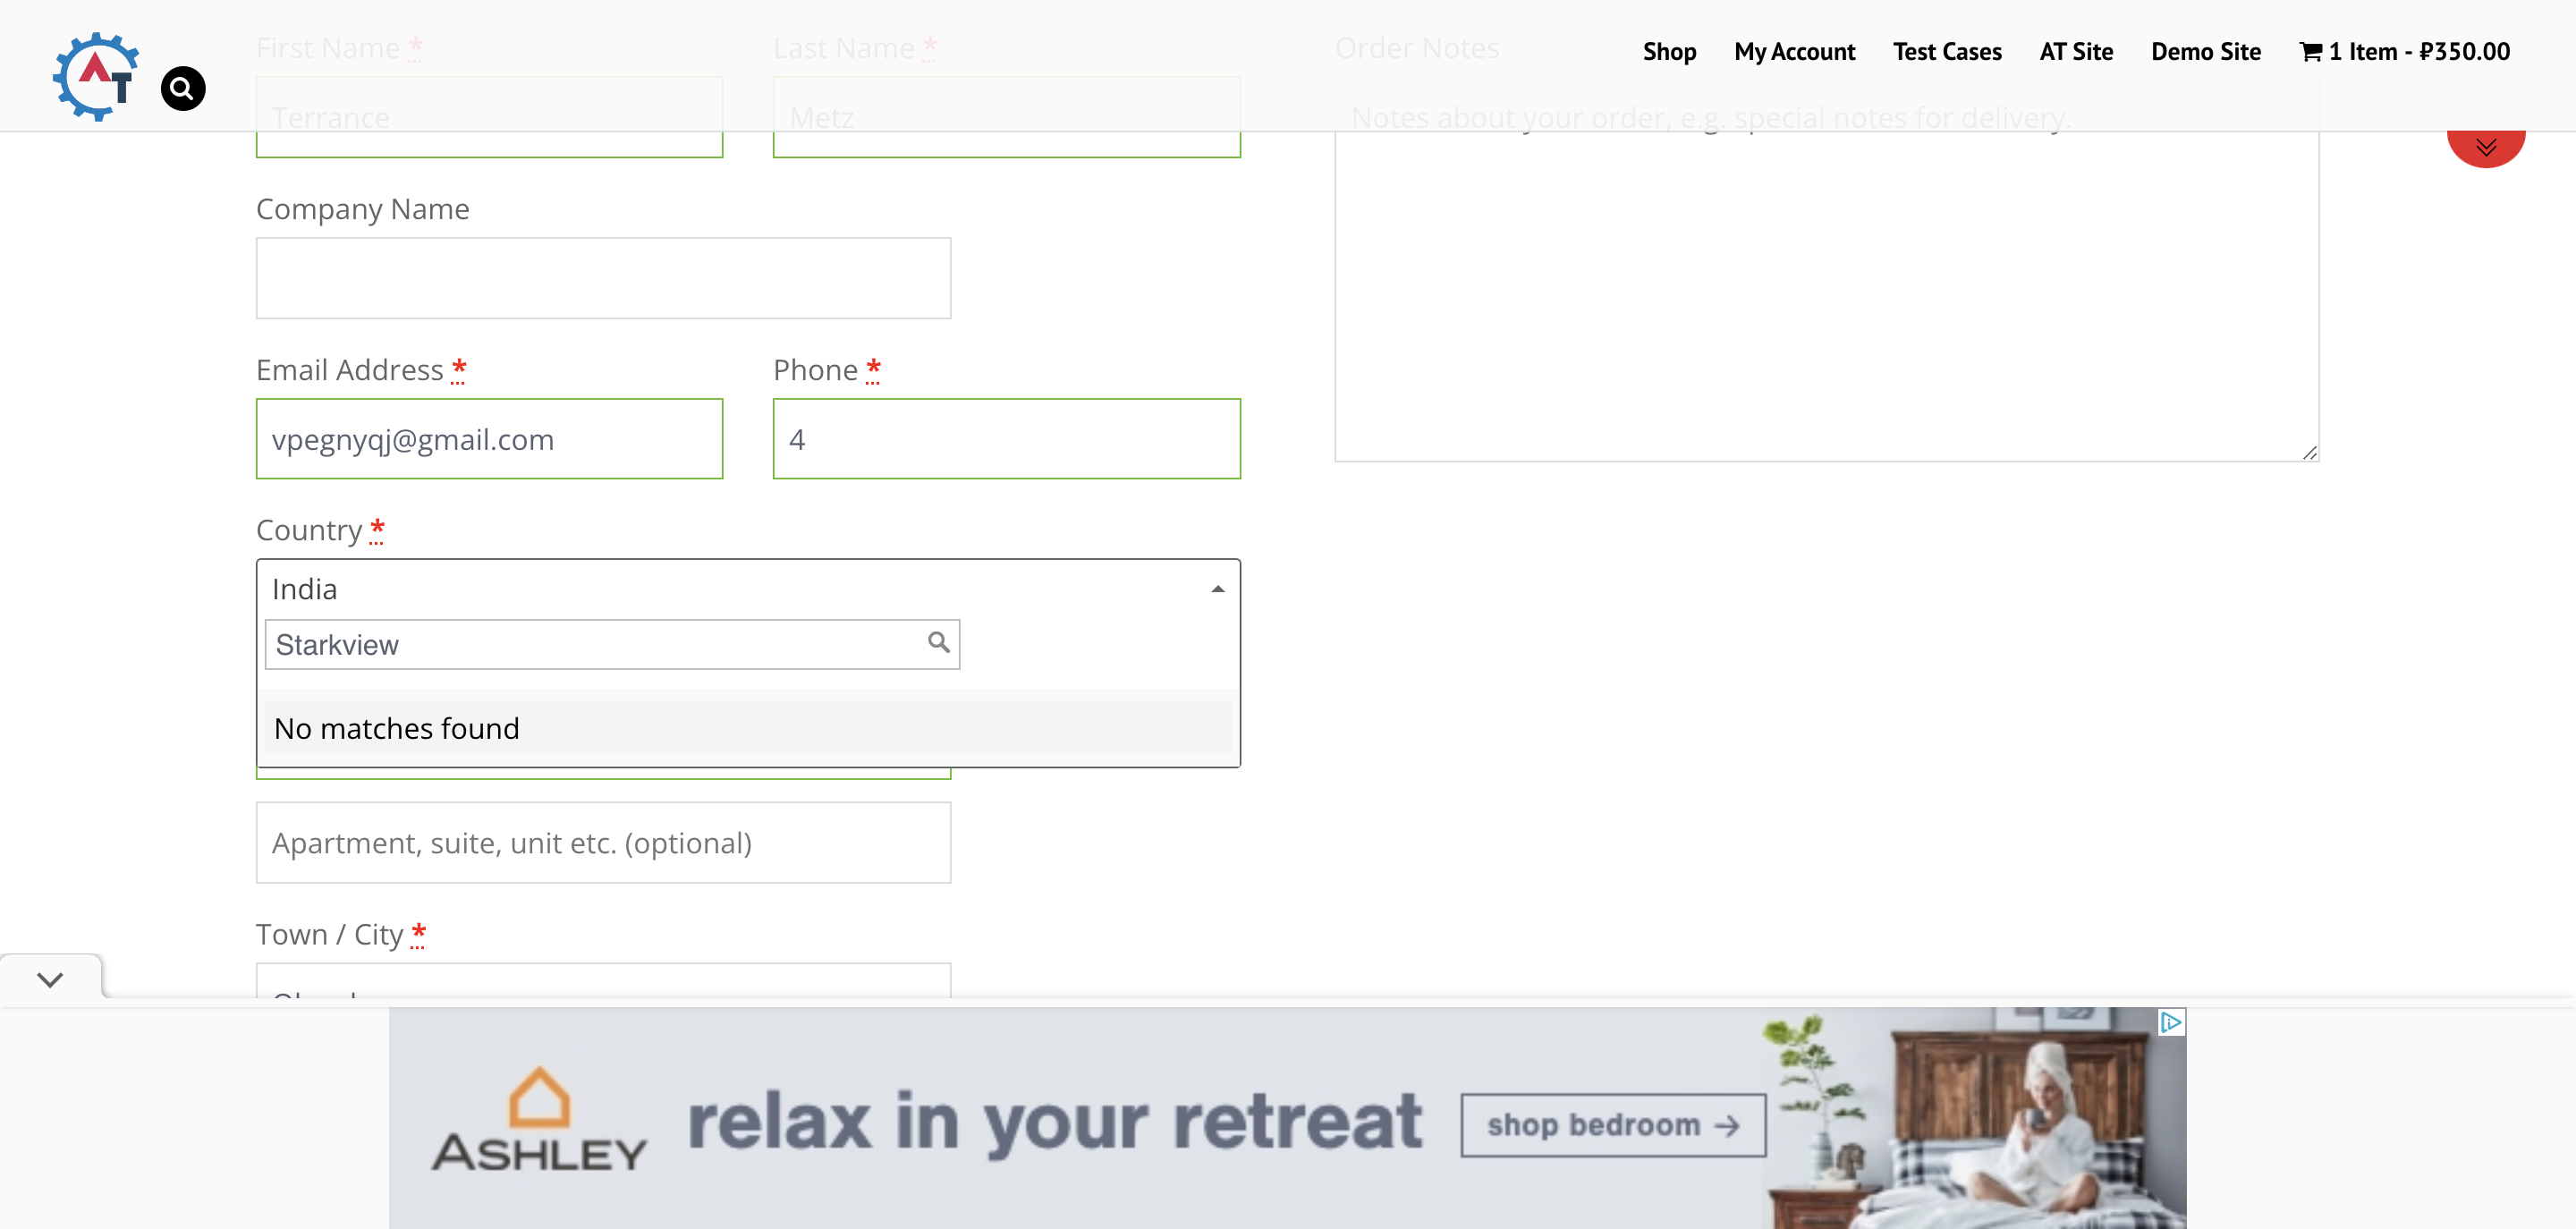 First Name *
Last Name *
Order Notes
Shop
My Account
Test Cases
AT Site
Demo Site
1 Item - ₽350.00
AT
Terrance
Metz
Notes about your order, e.g. special notes for delivery.
Company Name
Email Address *
Phone *
vpegnyqj@gmail.com
4
Country *
India
Starkview
No matches found
Apartment, suite, unit etc. (optional)
Town / City *
ASHLEY
relax in your retreat
shop bedroom →